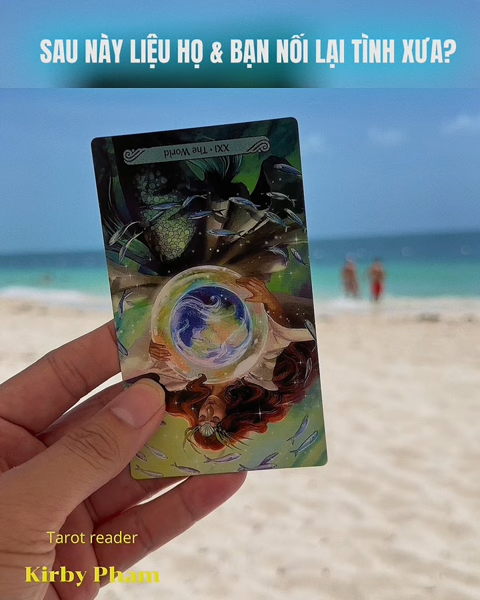 SAU NÀY LIỆU HỌ & BẠN NỐI LẠI TÌNH XƯA?
XXI • The World
Tarot reader
Kirby Pham